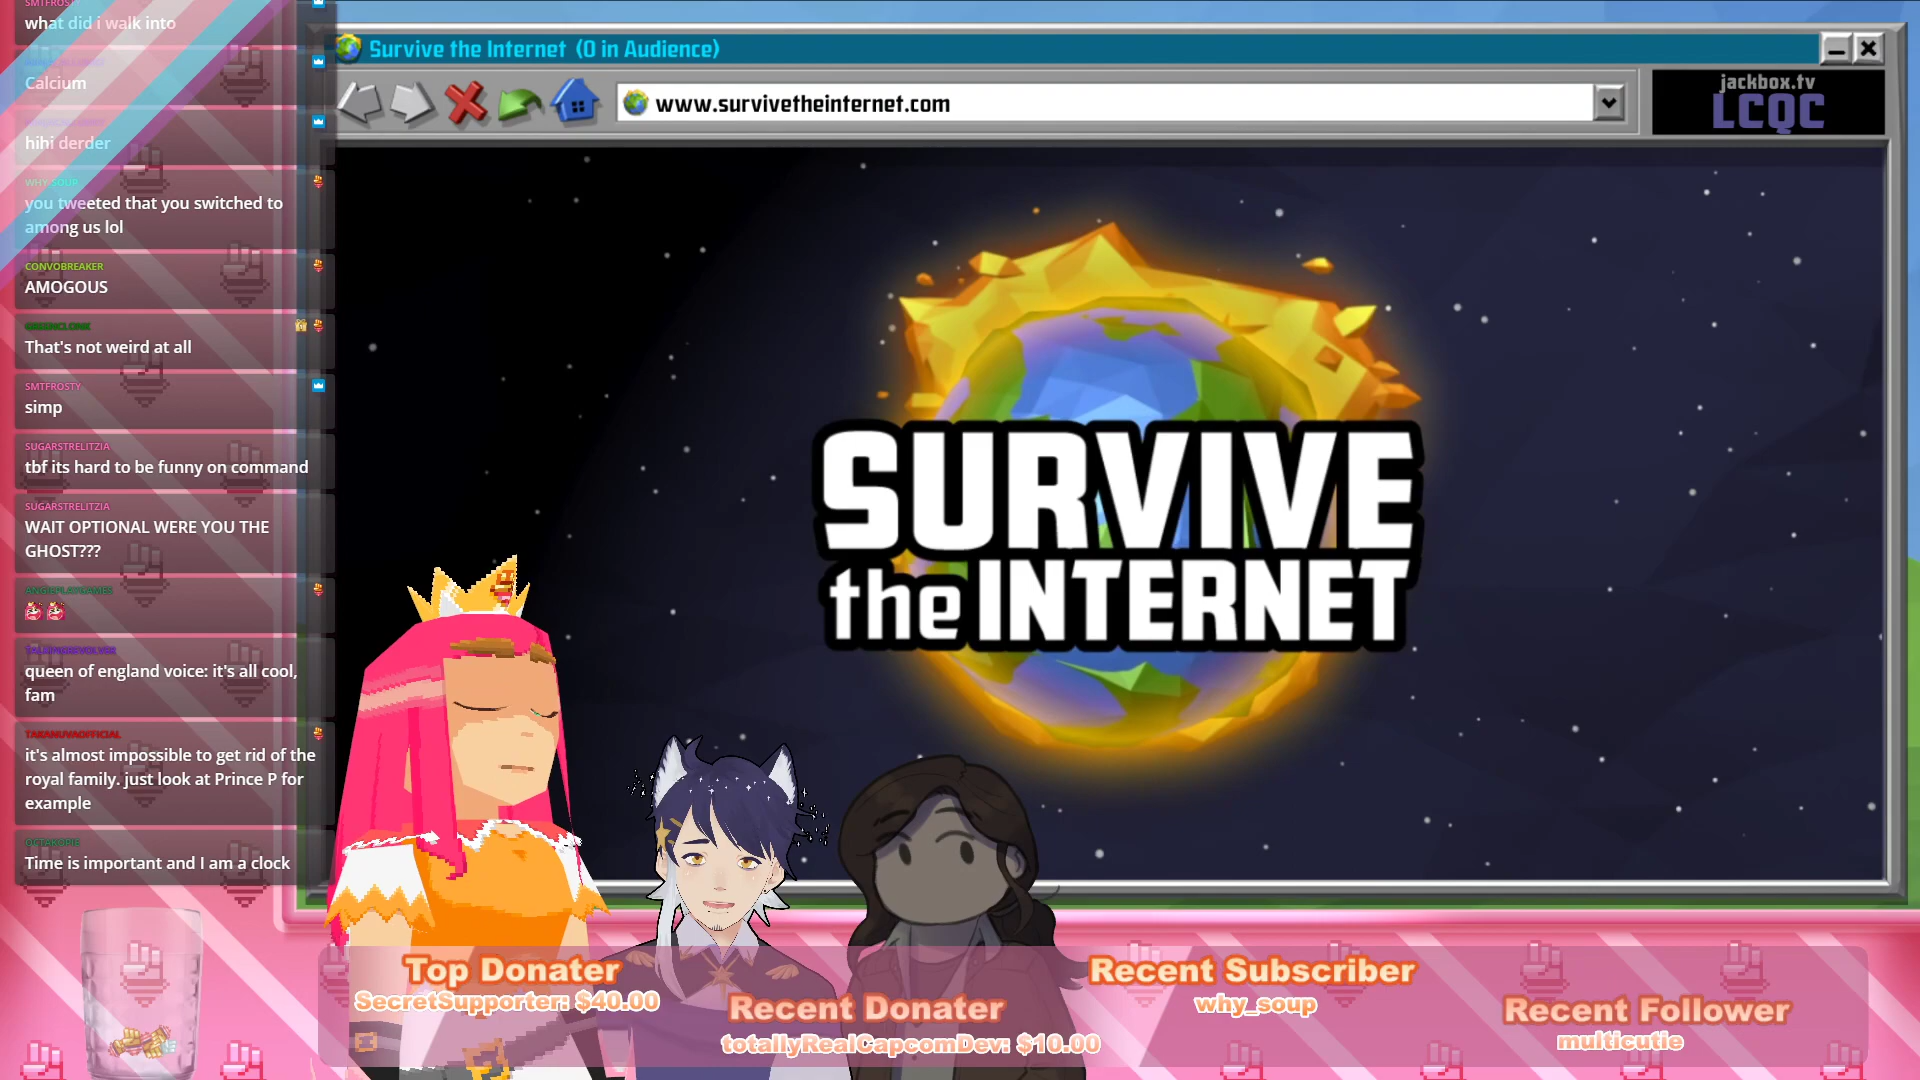 SMTFROSTY
what did i walk into
Calcium
hihi derder
WHY_SOUP
you tweeted that you switched to
among us lol
CONVOBREAKER
AMOGOUS
That's not weird at all
SMTFROSTY
simp
SUGARSTRELITZIA
tbf its hard to be funny on command
SUGARSTRELITZIA
WAIT OPTIONAL WERE YOU THE
GHOST???
queen of england voice: it's all cool,
fam
TAKANUVAOFFICIAL
it's almost impossible to get rid of the
royal family. just look at Prince P for
example
Time is important and I am a clock
Survive the Internet (0 in Audience)
www.survivetheinternet.com
jackbox.tv
LCQC
SURVIVE
the INTERNET
Top Donater
SecretSupporter: $40.00
Recent Donater
totallyRealCapcomDev: $10.00
Recent Subscriber
why_soup
Recent Follower
multicutie